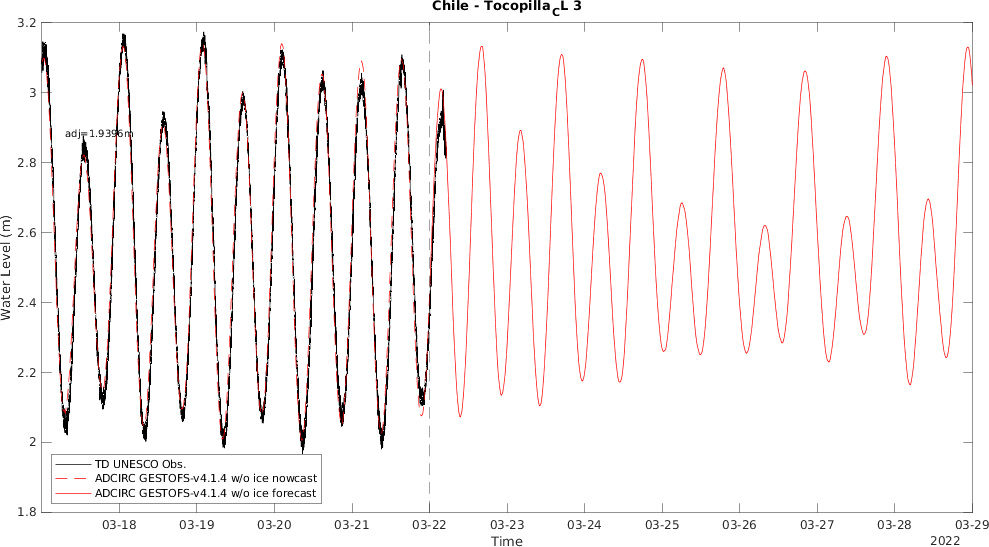 Chile - Tocopilla_CL 3
3.2
3
2.8
2.6
2.4
2.2
2
1.8
Water Level (m)
adj=1.9396m
TD UNESCO Obs.
ADCIRC GESTOFS-v4.1.4 w/o ice nowcast
ADCIRC GESTOFS-v4.1.4 w/o ice forecast
03-18 03-19 03-20 03-21 03-22 03-23 03-24 03-25 03-26 03-27 03-28 03-29
Time
2022